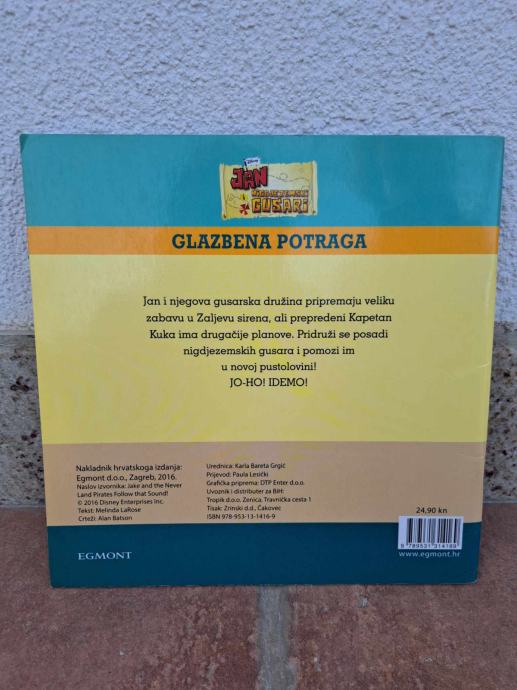 Disney
JAN
GUSARI
GLAZBENA POTRAGA
Jan i njegova gusarska družina pripremaju veliku
zabavu u Zaljevu sirena, ali prepredeni Kapetan
Kuka ima drugačije planove. Pridruži se posadi
nigdjezemskih gusara i pomozi im
u novoj pustolovini!
JO-HO! IDEMO!
Nakladnik hrvatskoga izdanja:
Egmont d.o.o., Zagreb, 2016.
Naslov izvornika: Jake and the Never
Land Pirates Follow that Sound!
© 2016 Disney Enterprises Inc.
Tekst: Melinda LaRose
Crteži: Alan Batson
Urednica: Karla Bareta Grgić
Prijevod: Paula Lesički
Grafička priprema: DTP Enter d.o.o.
Uvoznik i distributer za BiH:
Tropik d.o.o. Zenica, Travnička cesta 1
Tisak: Zrinski d.d., Čakovec
ISBN 978-953-13-1416-9
24,90 kn
9 789531 314169
www.egmont.hr
EGMONT